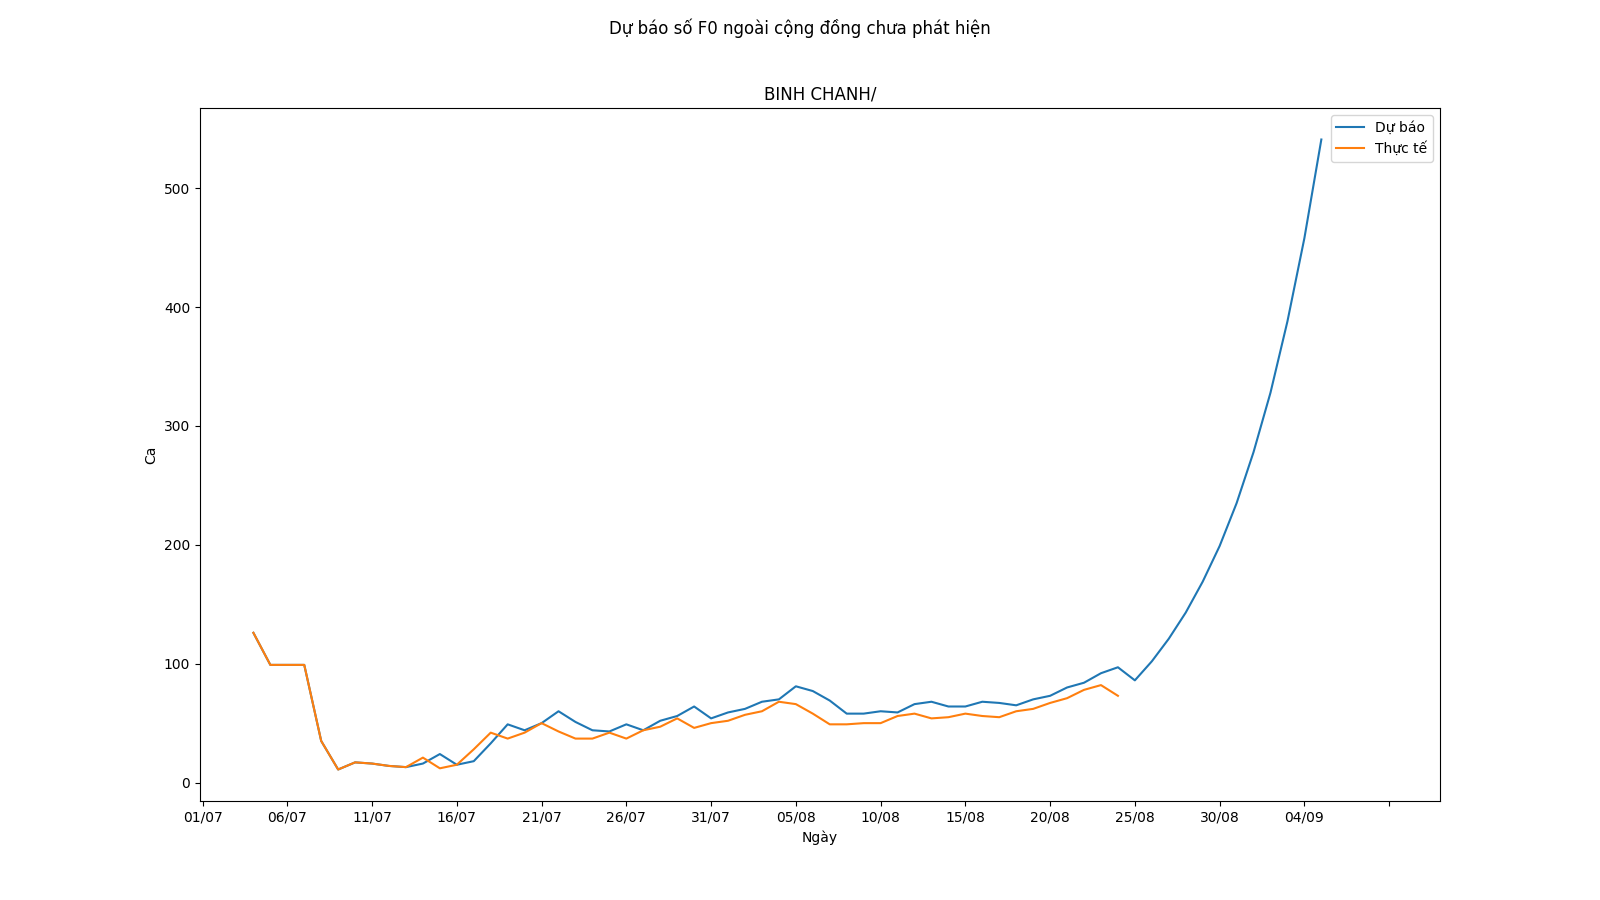 Dự báo số F0 ngoài cộng đồng chưa phát hiện
BINH CHANH/
Dự báo
Thực tế
500
400
300
200
100
0
Ca
01/07 06/07 11/07 16/07 21/07 26/07 31/07 05/08 10/08 15/08 20/08 25/08 30/08 04/09
Ngày